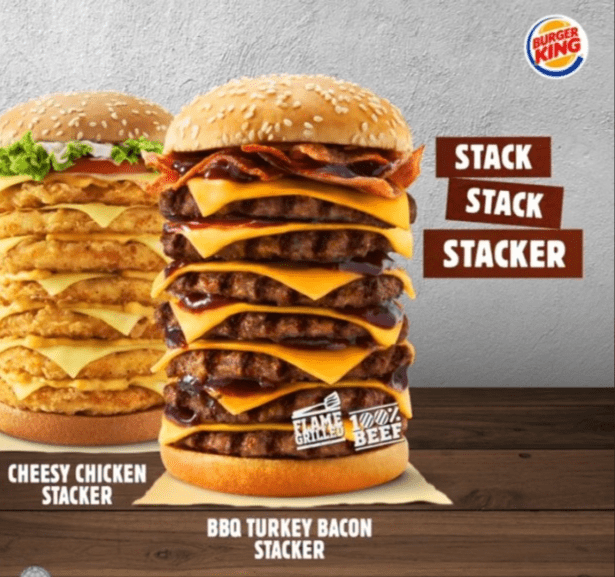 BURGER
KING
STACK
STACK
STACKER
FLAME
GRILLED
100%
BEEF
CHEESY CHICKEN
STACKER
BBQ TURKEY BACON
STACKER